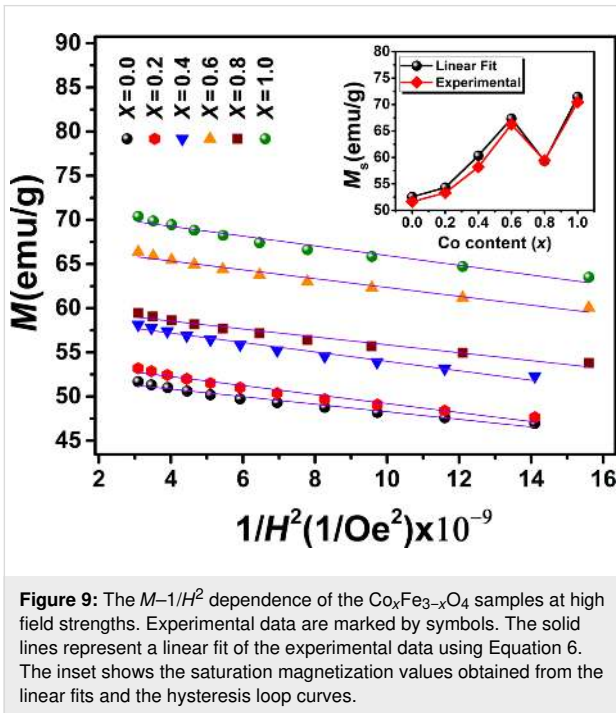 90
85
80
75
70
65
60
55
50
45
M(emu/g)
X = 0.0
X = 0.2
X = 0.4
X = 0.6
X = 0.8
X = 1.0
80
75
70
65
60
55
50
Mₛ(emu/g)
Linear Fit
Experimental
0.0 0.2 0.4 0.6 0.8 1.0
Co content (x)
2 4 6 8 10 12 14 16
1/H²(1/Oe²)x10⁻⁹
Figure 9: The M–1/H² dependence of the CoₓFe₃₋ₓO₄ samples at high
field strengths. Experimental data are marked by symbols. The solid
lines represent a linear fit of the experimental data using Equation 6.
The inset shows the saturation magnetization values obtained from the
linear fits and the hysteresis loop curves.